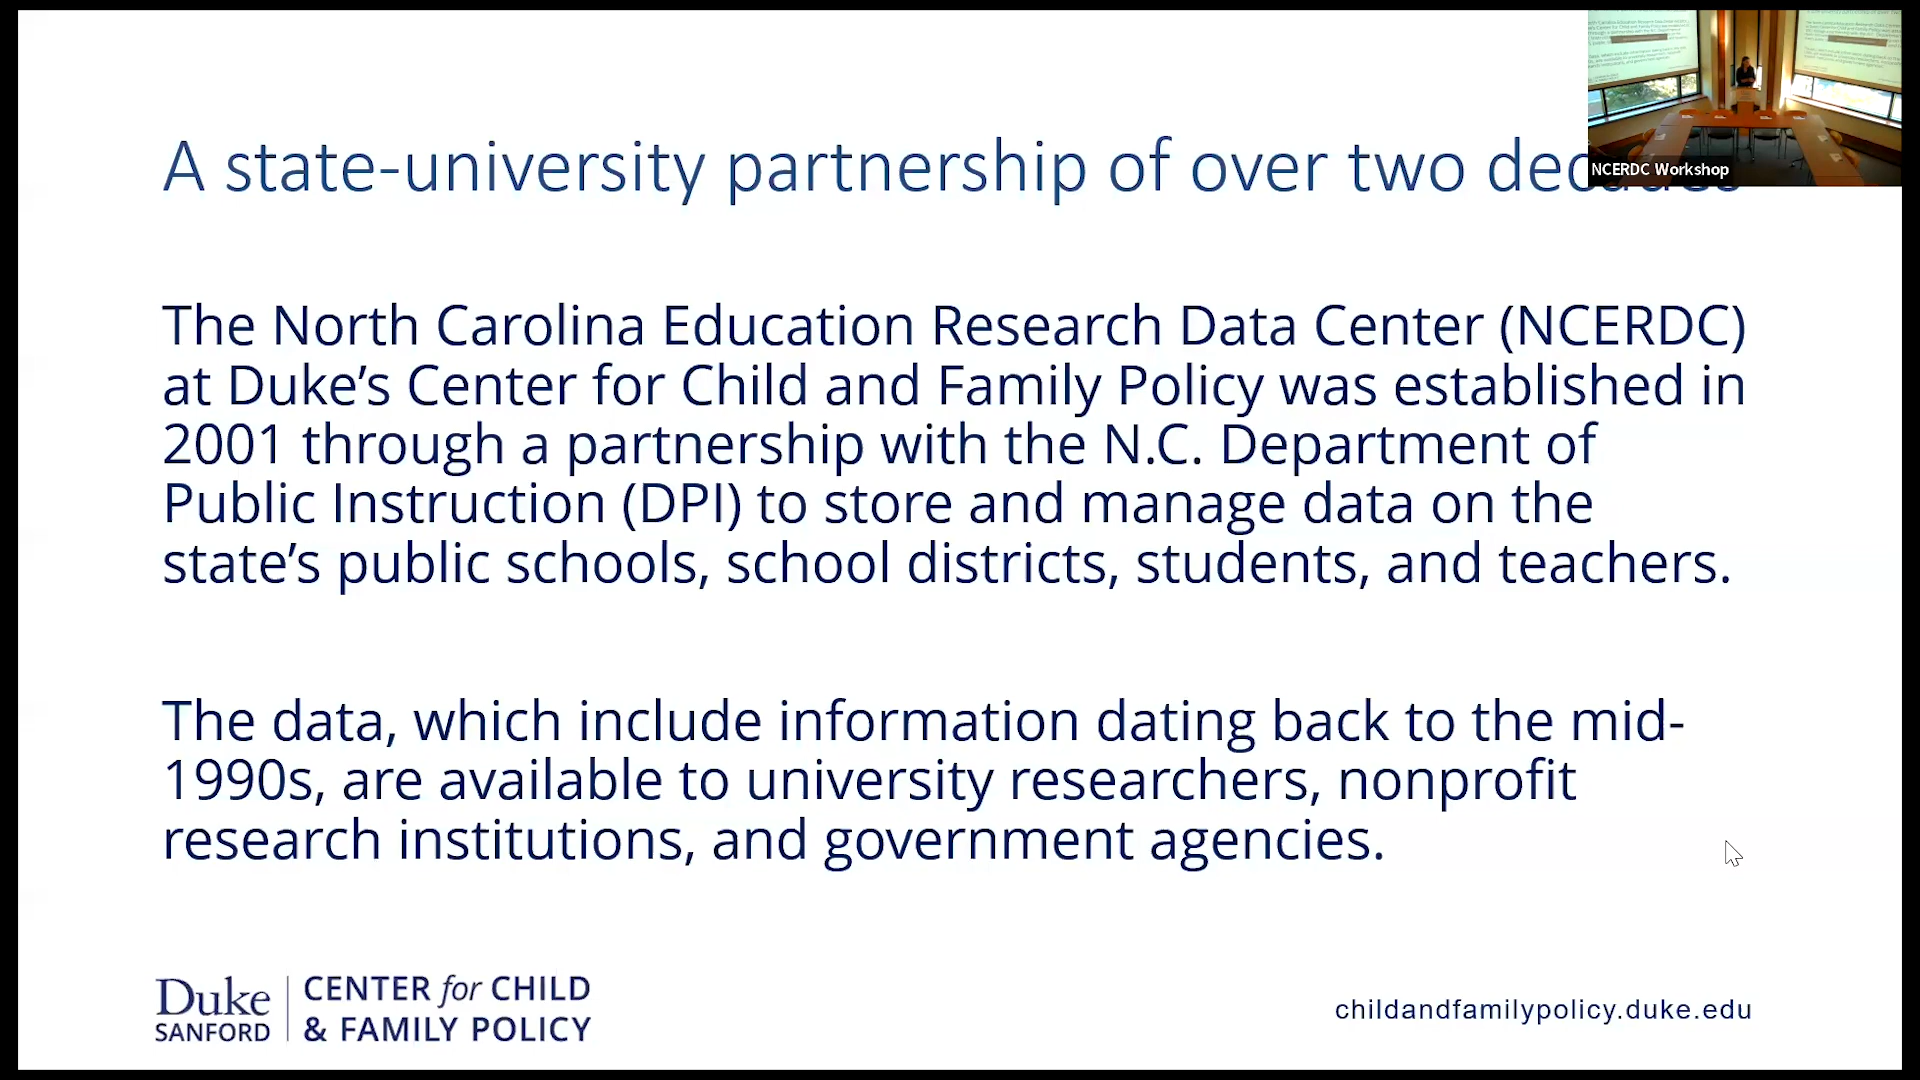 A state-university partnership of over two decades
NCERDC Workshop
The North Carolina Education Research Data Center (NCERDC)
at Duke’s Center for Child and Family Policy was established in
2001 through a partnership with the N.C. Department of
Public Instruction (DPI) to store and manage data on the
state’s public schools, school districts, students, and teachers.
The data, which include information dating back to the mid-
1990s, are available to university researchers, nonprofit
research institutions, and government agencies.
Duke
SANFORD
CENTER for CHILD
& FAMILY POLICY
childandfamilypolicy.duke.edu